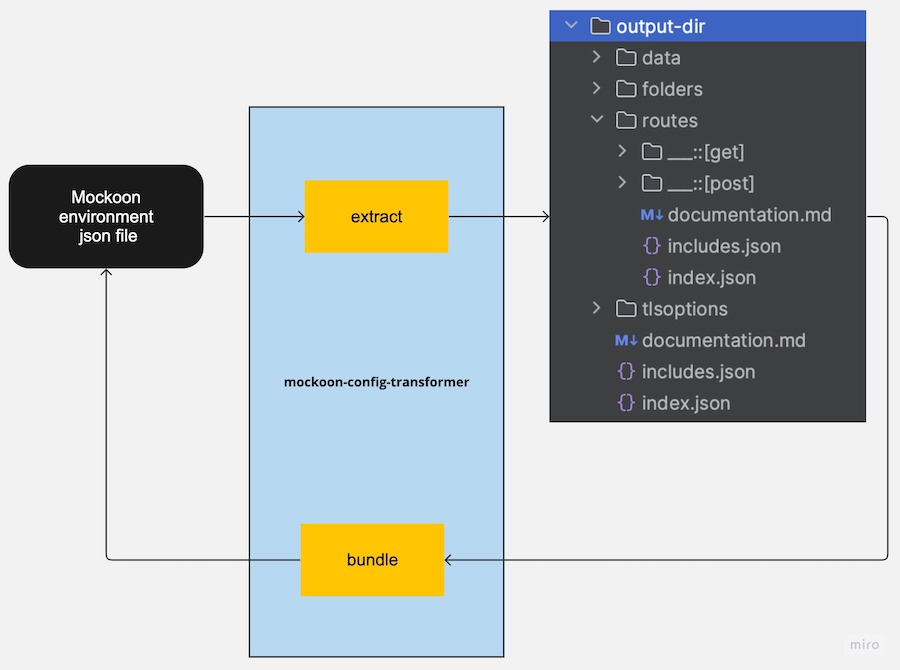 Mockoon
environment
json file
extract
mockoon-config-transformer
bundle
output-dir
data
folders
routes
__::[get]
__::[post]
M↓ documentation.md
{} includes.json
{} index.json
tlsoptions
M↓ documentation.md
{} includes.json
{} index.json
miro